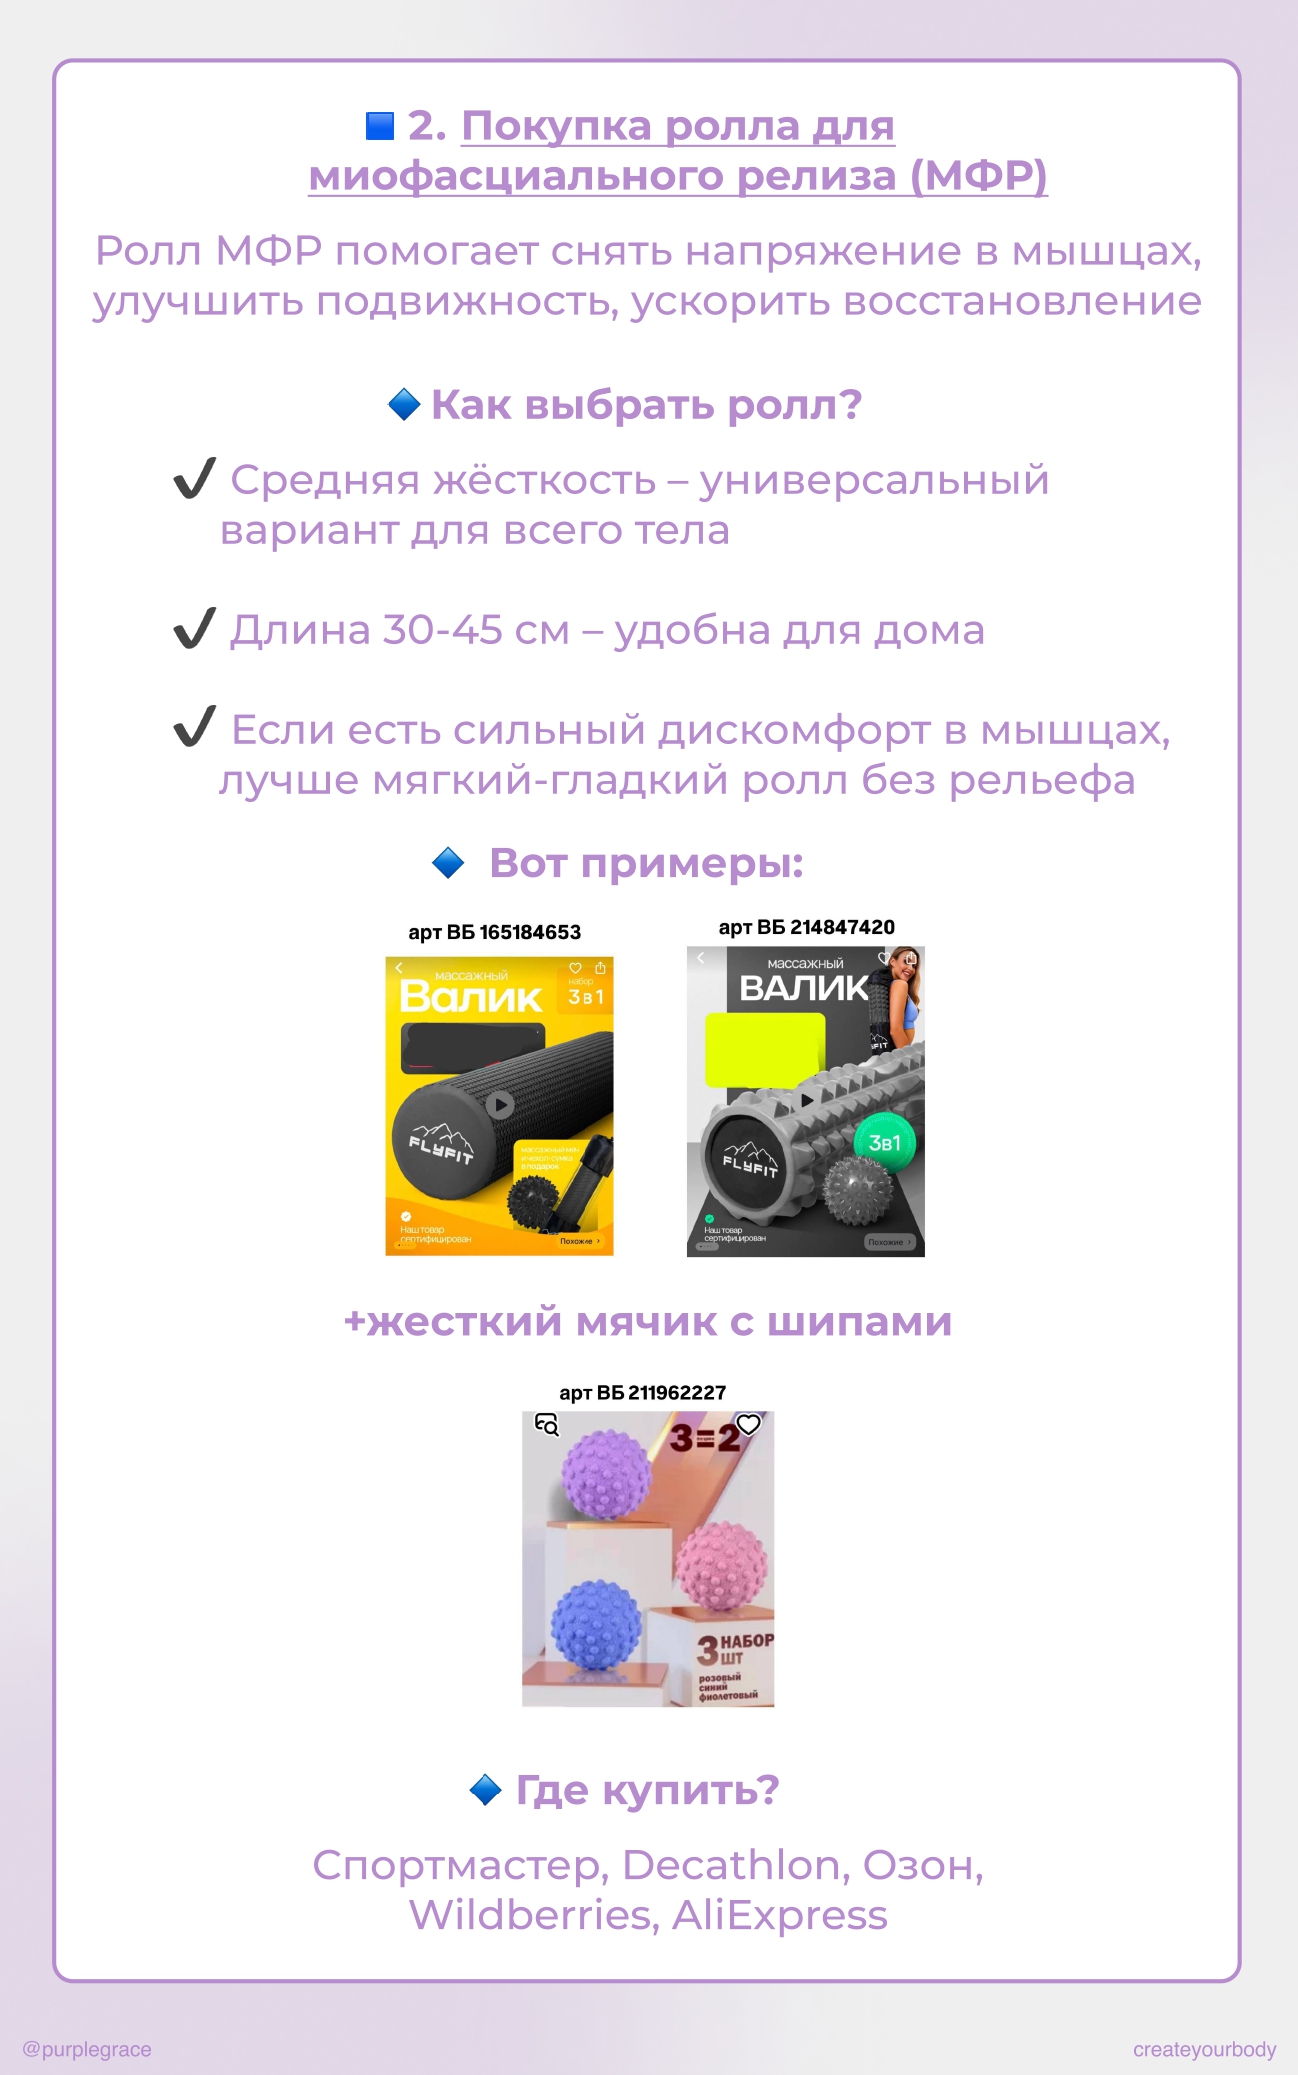 2. Покупка ролла для
миофасциального релиза (МФР)
Ролл МФР помогает снять напряжение в мышцах,
улучшить подвижность, ускорить восстановление
Как выбрать ролл?
✔ Средняя жёсткость – универсальный
вариант для всего тела
✔ Длина 30-45 см – удобна для дома
✔ Если есть сильный дискомфорт в мышцах,
лучше мягкий-гладкий ролл без рельефа
Вот примеры:
арт ВБ 165184653
массажный
Валик
набор
3 в 1
FLYFIT
массажный мяч
и чехол-сумка
в подарок
Наш товар
сертифицирован
Похожие
арт ВБ 214847420
массажный
ВАЛИК
FLYFIT
3в1
Наш товар
сертифицирован
Похожие
+жесткий мячик с шипами
арт ВБ 211962227
3=2
3 НАБОР
ШТ
розовый
синий
фиолетовый
Где купить?
Спортмастер, Decathlon, Озон,
Wildberries, AliExpress
@purplegrace
createyourbody